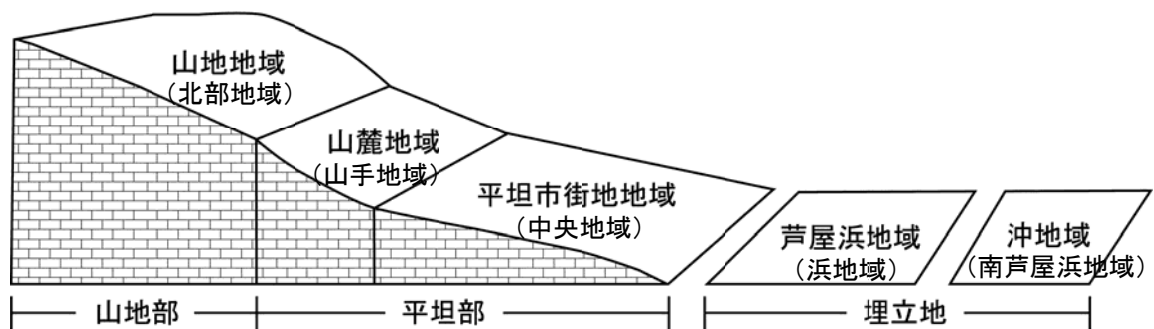 山地地域
（北部地域）
山麓地域
（山手地域）
平坦市街地地域
（中央地域）
芦屋浜地域
（浜地域）
沖地域
（南芦屋浜地域）
山地部
平坦部
埋立地